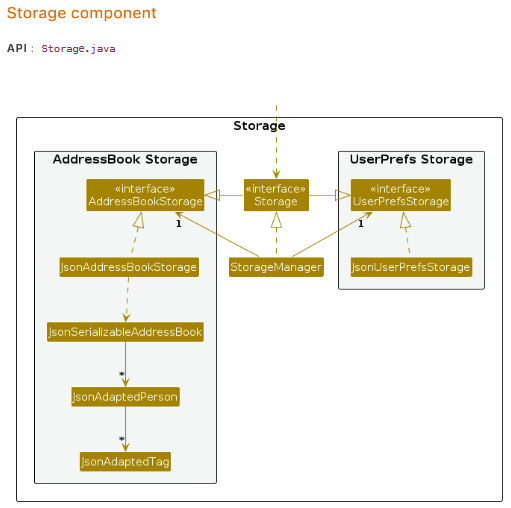 Storage component
API : Storage.java
Storage
AddressBook Storage
UserPrefs Storage
«interface»
AddressBookStorage
«interface»
Storage
«interface»
UserPrefsStorage
1
1
JsonAddressBookStorage
StorageManager
JsonUserPrefsStorage
JsonSerializableAddressBook
*
JsonAdaptedPerson
*
JsonAdaptedTag